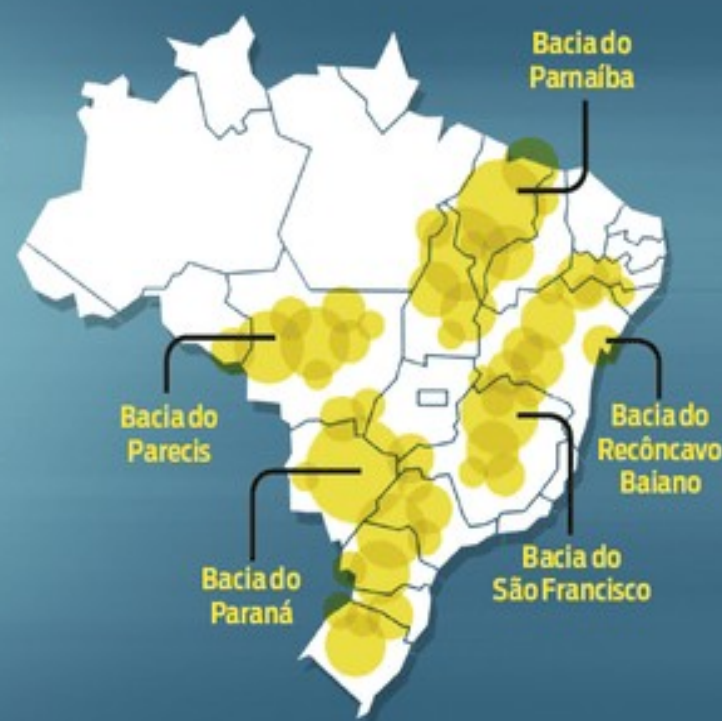 Bacia do
Parnaíba
Bacia do
Parecis
Bacia do
Recôncavo
Baiano
Bacia do
Paraná
Bacia do
São Francisco